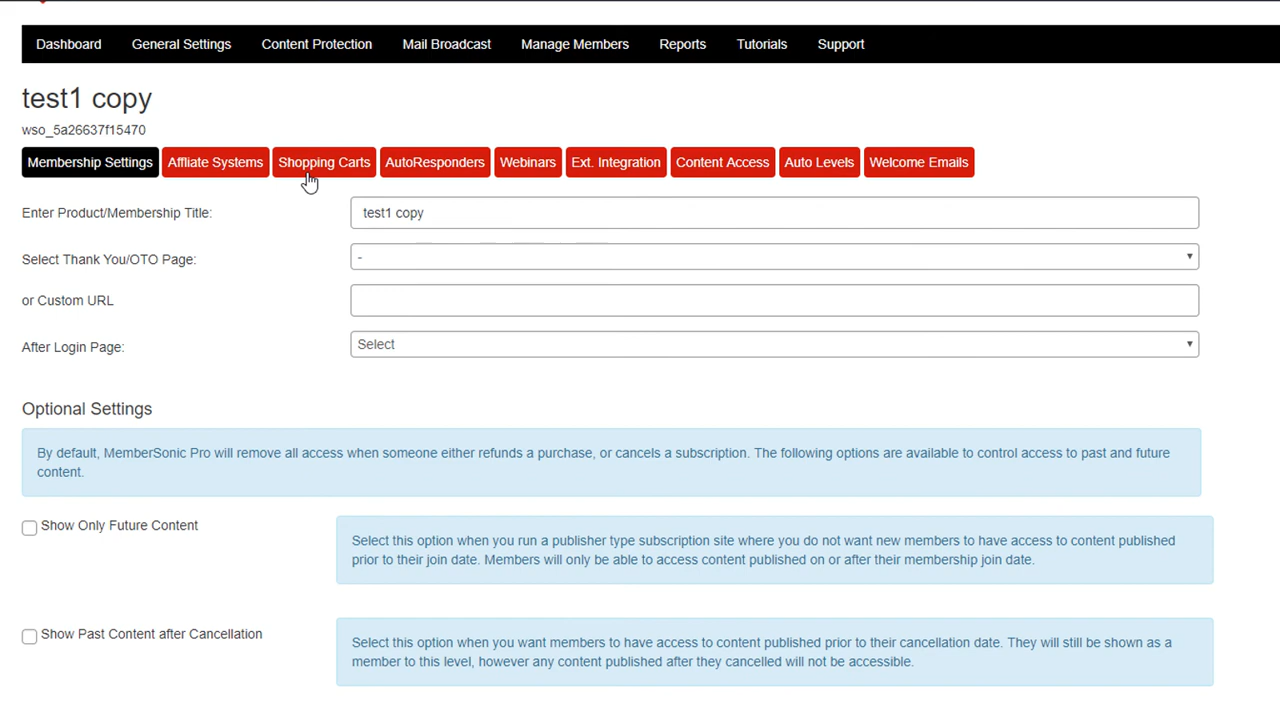 Dashboard General Settings Content Protection Mail Broadcast Manage Members Reports Tutorials Support
test1 copy
wso_5a26637f15470
Membership Settings Affliate Systems Shopping Carts AutoResponders Webinars Ext. Integration Content Access Auto Levels Welcome Emails
Enter Product/Membership Title: test1 copy
Select Thank You/OTO Page: -
or Custom URL
After Login Page: Select
Optional Settings
By default, MemberSonic Pro will remove all access when someone either refunds a purchase, or cancels a subscription. The following options are available to control access to past and future
content.
Show Only Future Content
Select this option when you run a publisher type subscription site where you do not want new members to have access to content published
prior to their join date. Members will only be able to access content published on or after their membership join date.
Show Past Content after Cancellation
Select this option when you want members to have access to content published prior to their cancellation date. They will still be shown as a
member to this level, however any content published after they cancelled will not be accessible.